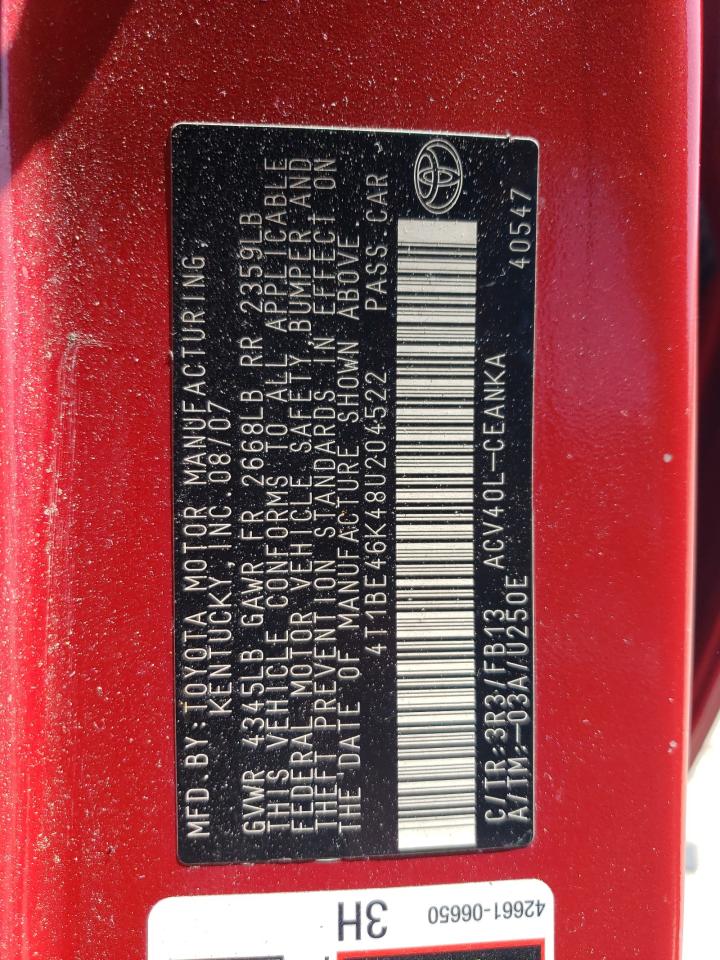 MFD.BY:TOYOTA MOTOR MANUFACTURING,
KENTUCKY, INC.08/07
GVWR 4345LB GAWR FR 2668LB RR 2359LB
THIS VEHICLE CONFORMS TO ALL APPLICABLE
FEDERAL MOTOR VEHICLE SAFETY,BUMPER AND
THEFT PREVENTION STANDARDS IN EFFECT ON
THE DATE OF MANUFACTURE SHOWN ABOVE.
4T1BE46K48U204522 PASS.CAR
C/TR:3R3/FB13 ACV40L-CEANKA 40547
A/TM:-03A/U250E
42661-06650
3H